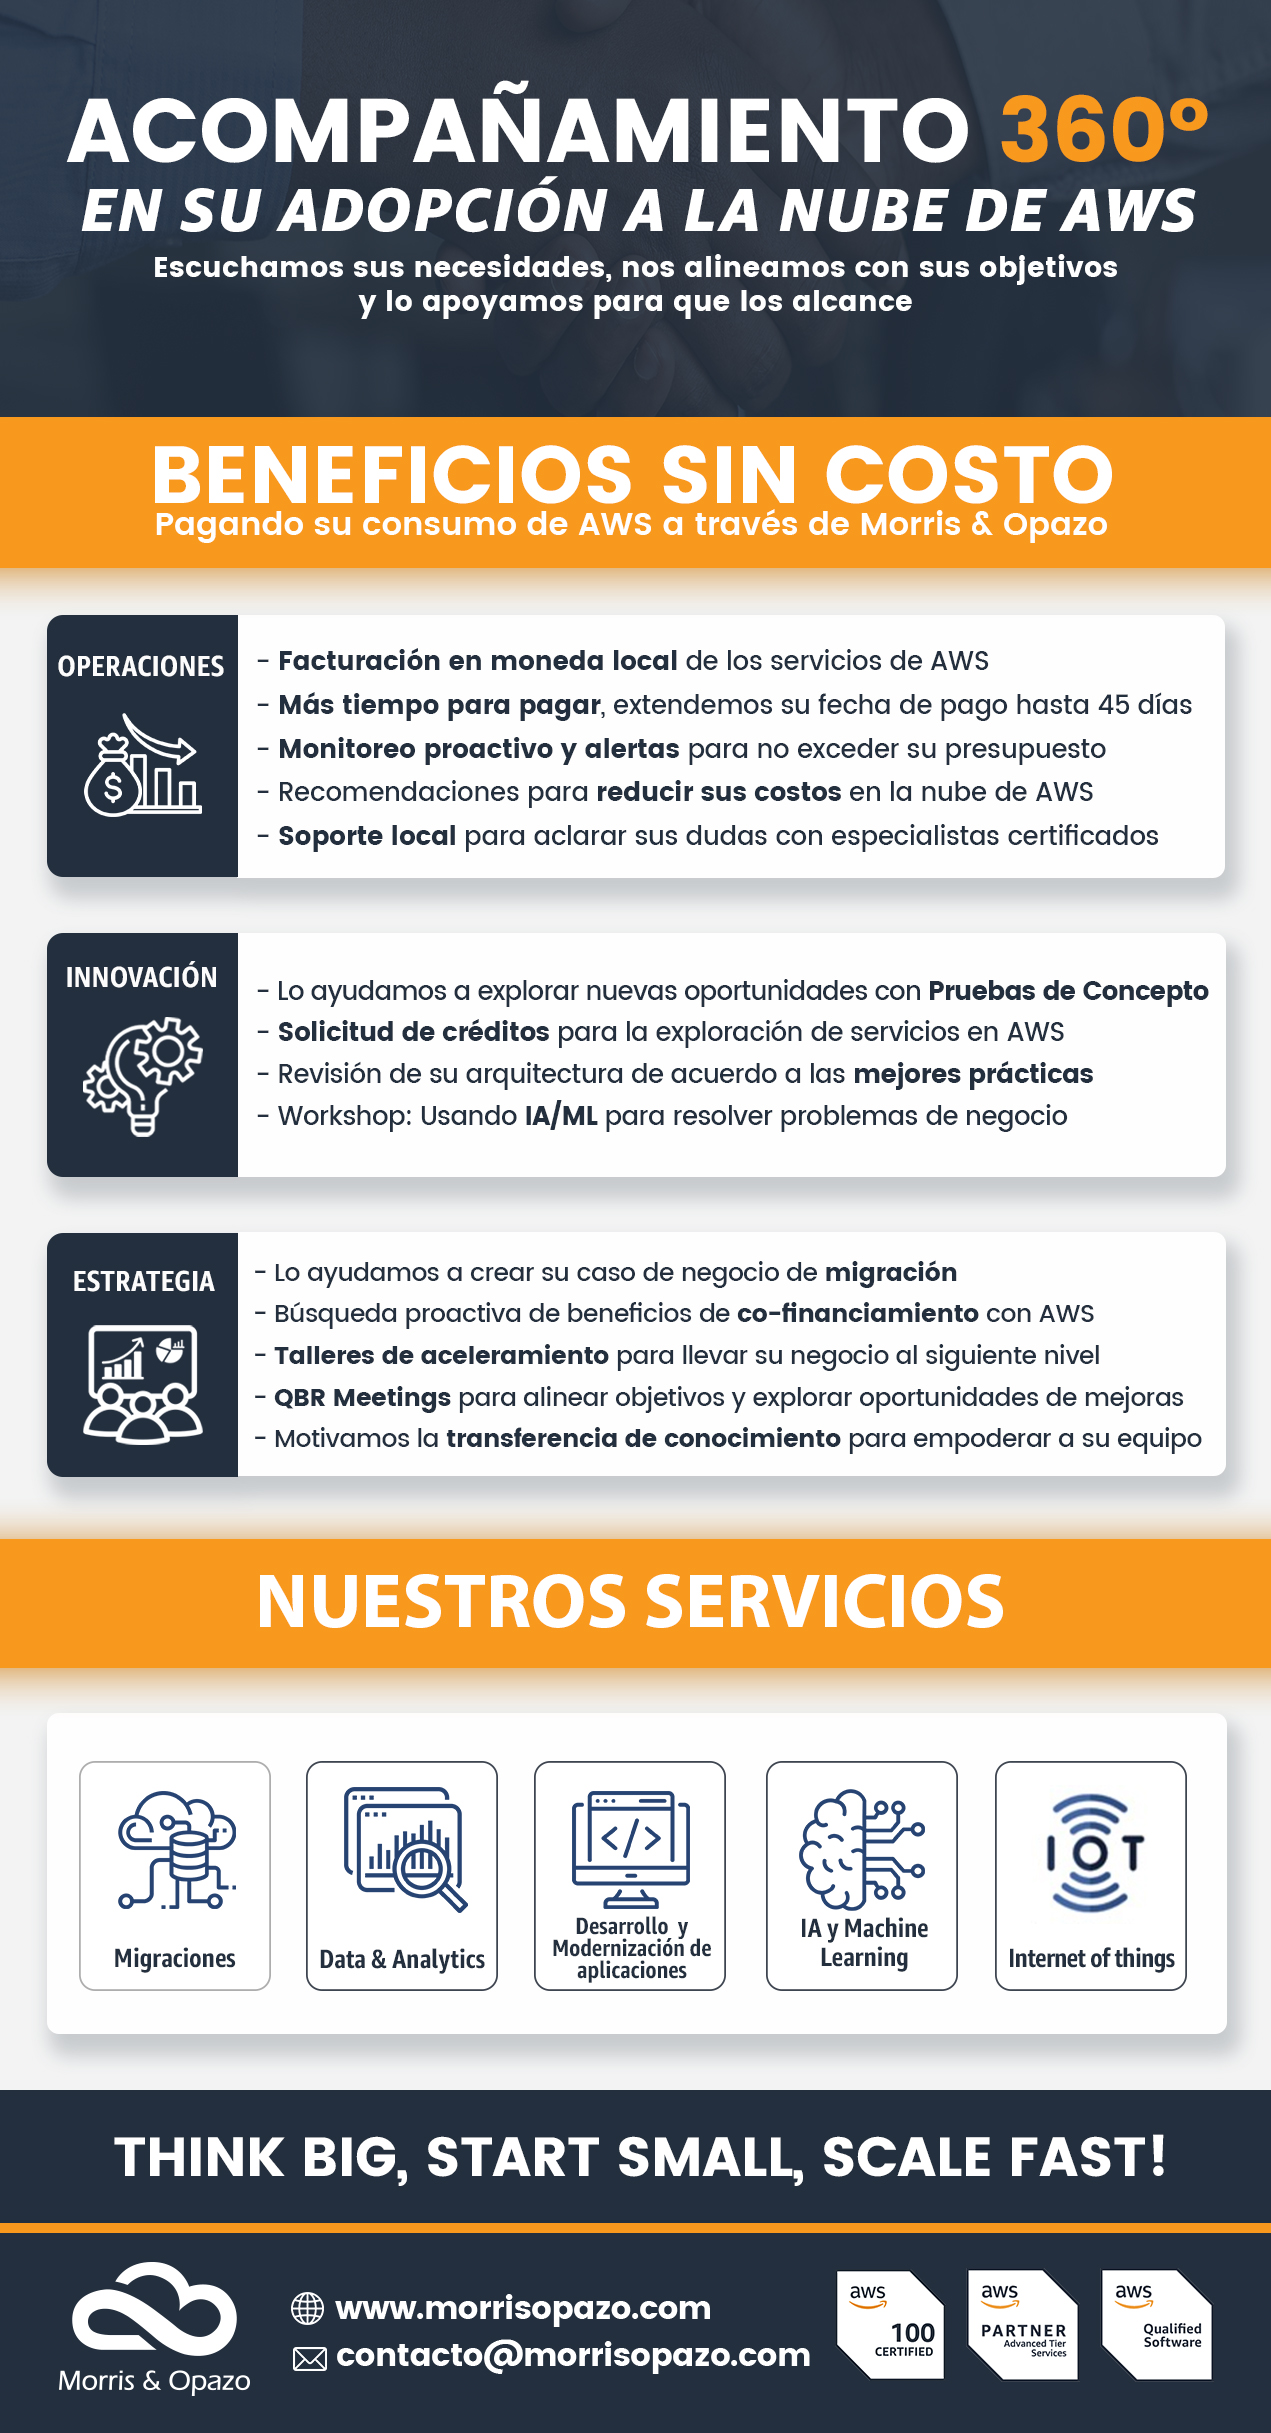 ACOMPAÑAMIENTO 360º
EN SU ADOPCIÓN A LA NUBE DE AWS
Escuchamos sus necesidades, nos alineamos con sus objetivos
y lo apoyamos para que los alcance
BENEFICIOS SIN COSTO
Pagando su consumo de AWS a través de Morris & Opazo
OPERACIONES
$
- Facturación en moneda local de los servicios de AWS
- Más tiempo para pagar, extendemos su fecha de pago hasta 45 días
- Monitoreo proactivo y alertas para no exceder su presupuesto
- Recomendaciones para reducir sus costos en la nube de AWS
- Soporte local para aclarar sus dudas con especialistas certificados
INNOVACIÓN
- Lo ayudamos a explorar nuevas oportunidades con Pruebas de Concepto
- Solicitud de créditos para la exploración de servicios en AWS
- Revisión de su arquitectura de acuerdo a las mejores prácticas
- Workshop: Usando IA/ML para resolver problemas de negocio
ESTRATEGIA
- Lo ayudamos a crear su caso de negocio de migración
- Búsqueda proactiva de beneficios de co-financiamiento con AWS
- Talleres de aceleramiento para llevar su negocio al siguiente nivel
- QBR Meetings para alinear objetivos y explorar oportunidades de mejoras
- Motivamos la transferencia de conocimiento para empoderar a su equipo
NUESTROS SERVICIOS
Migraciones
Data & Analytics
</>
Desarrollo y
Modernización de
aplicaciones
IA y Machine
Learning
IOT
Internet of things
THINK BIG, START SMALL, SCALE FAST!
Morris & Opazo
www.morrisopazo.com
contacto@morrisopazo.com
aws
100
CERTIFIED
aws
PARTNER
Advanced Tier
Services
aws
Qualified
Software